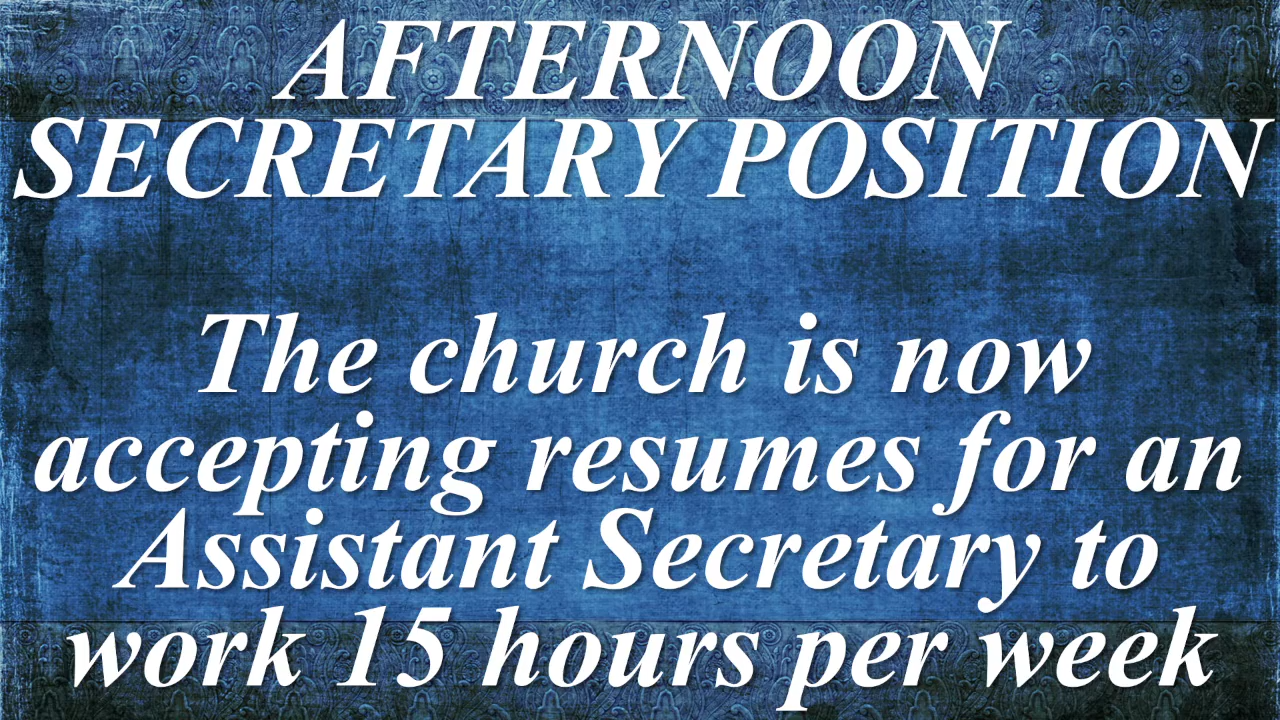 AFTERNOON
SECRETARY POSITION
The church is now
accepting resumes for an
Assistant Secretary to
work 15 hours per week